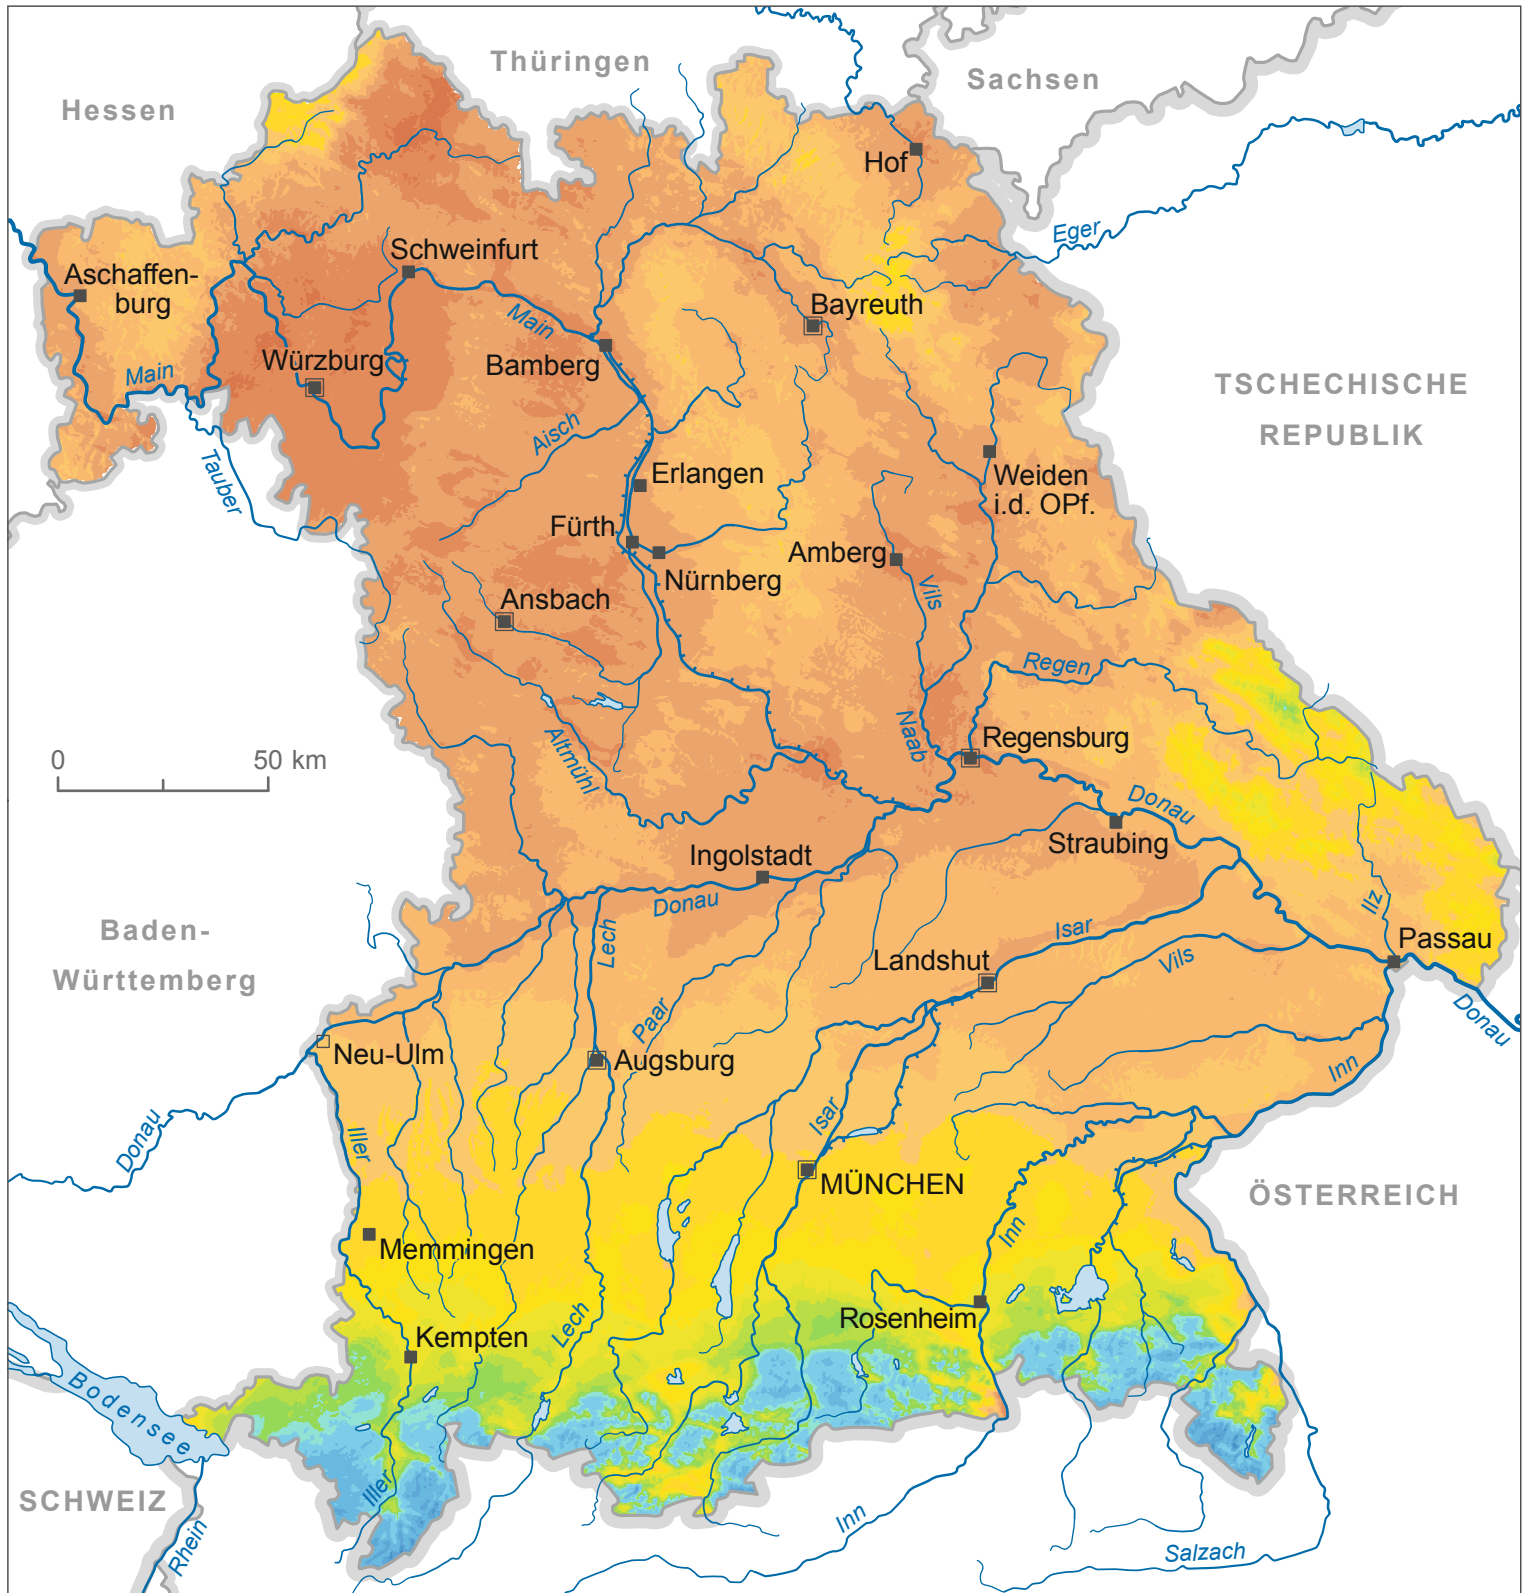 Thüringen
Sachsen
Hessen
Hof
Eger
Schweinfurt
Aschaffen-
burg
Bayreuth
Main
Bamberg
Würzburg
Main
TSCHECHISCHE
REPUBLIK
Aisch
Tauber
Erlangen
Weiden
i.d. OPf.
Fürth
Amberg
Nürnberg
Vils
Ansbach
Regen
Naab
Regensburg
Altmühl
0
50 km
Donau
Straubing
Ingolstadt
Donau
Ilz
Lech
Isar
Passau
Baden-
Württemberg
Landshut
Vils
Paar
Donau
Neu-Ulm
Augsburg
Inn
Isar
Donau
Iller
MÜNCHEN
ÖSTERREICH
Inn
Memmingen
Rosenheim
Lech
Kempten
Bodensee
Iller
SCHWEIZ
Inn
Rhein
Salzach